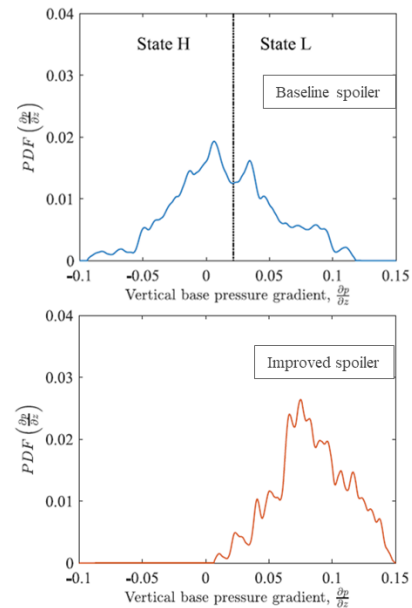 0.04
State H State L
0.03
Baseline spoiler
PDF (∂p/∂z)
0.02
0.01
0
-0.1 -0.05 0 0.05 0.1 0.15
Vertical base pressure gradient, ∂p/∂z
0.04
Improved spoiler
0.03
PDF (∂p/∂z)
0.02
0.01
0
-0.1 -0.05 0 0.05 0.1 0.15
Vertical base pressure gradient, ∂p/∂z